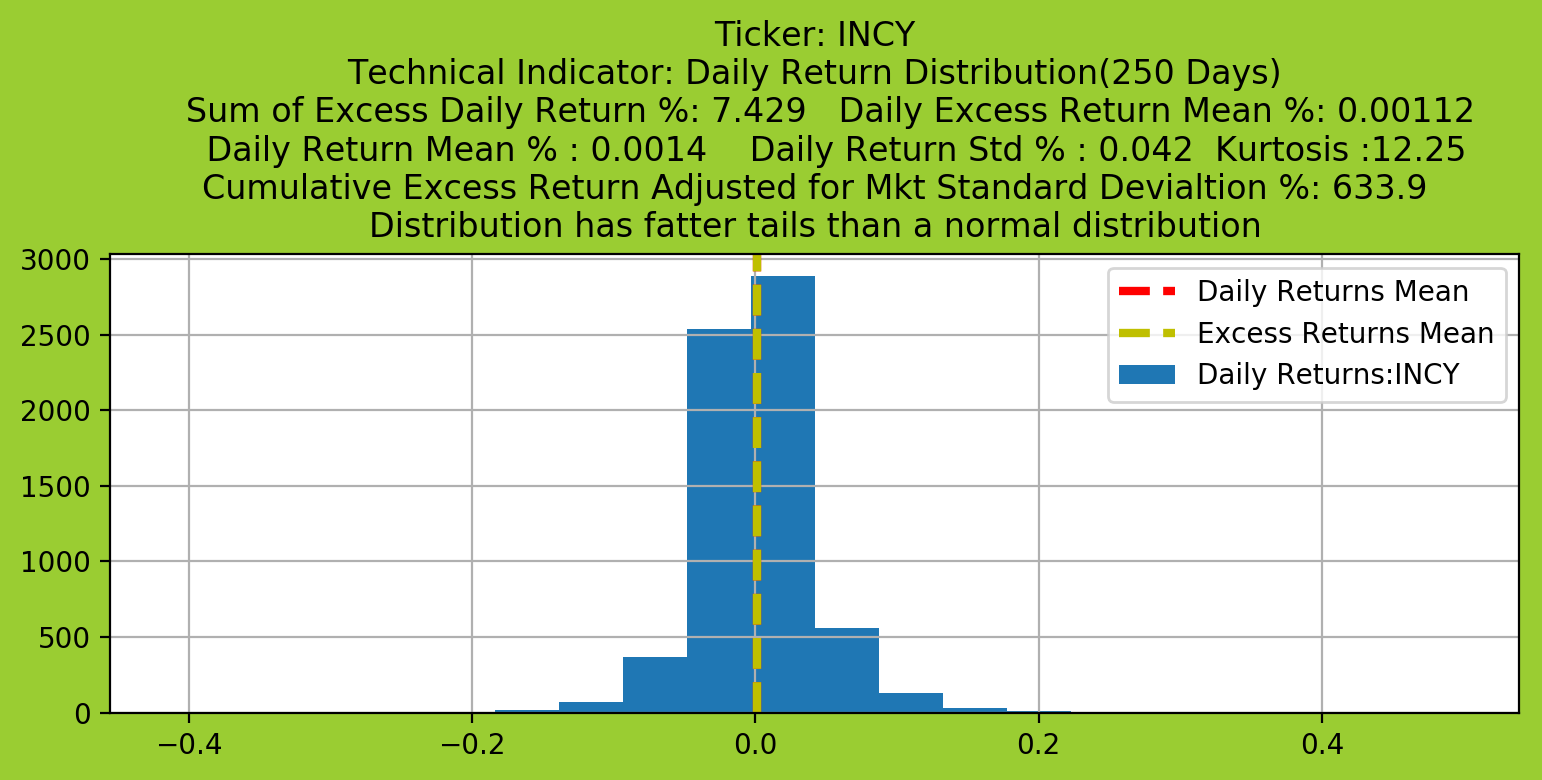 Ticker: INCY
Technical Indicator: Daily Return Distribution(250 Days)
Sum of Excess Daily Return %: 7.429   Daily Excess Return Mean %: 0.00112
Daily Return Mean % : 0.0014    Daily Return Std % : 0.042  Kurtosis :12.25
Cumulative Excess Return Adjusted for Mkt Standard Devialtion %: 633.9
Distribution has fatter tails than a normal distribution
3000
2500
2000
1500
1000
500
0
Daily Returns Mean
Excess Returns Mean
Daily Returns:INCY
−0.4 −0.2 0.0 0.2 0.4